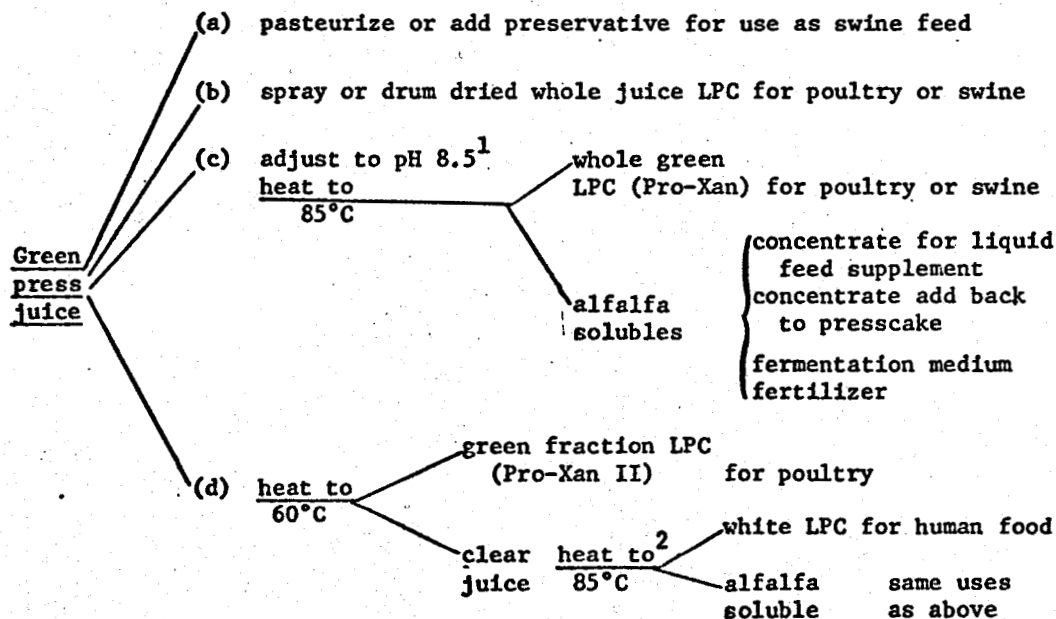 (a) pasteurize or add preservative for use as swine feed
(b) spray or drum dried whole juice LPC for poultry or swine
(c) adjust to pH 8.5¹
heat to
85°C
whole green
LPC (Pro-Xan) for poultry or swine
alfalfa
solubles
concentrate for liquid
feed supplement
concentrate add back
to presscake
fermentation medium
fertilizer
Green
press
juice
(d) heat to
60°C
green fraction LPC
(Pro-Xan II) for poultry
clear
juice
heat to²
85°C
white LPC for human food
alfalfa same uses
soluble as above